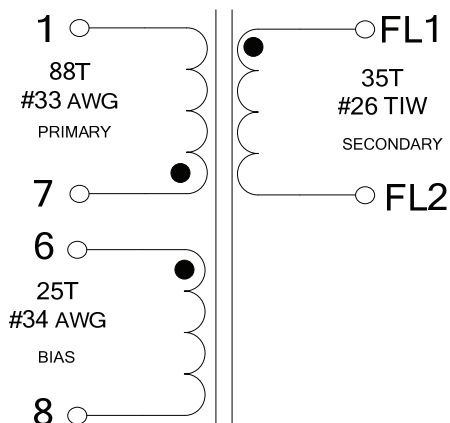 1
88T
#33 AWG
PRIMARY
7
6
25T
#34 AWG
BIAS
8
FL1
35T
#26 TIW
SECONDARY
FL2